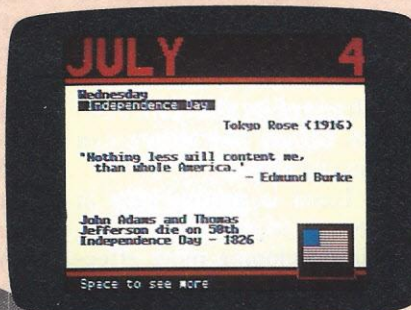 JULY 4
Wednesday
Independence Day
Tokyo Rose (1916)
"Nothing less will content me,
than whole America."
- Edmund Burke
John Adams and Thomas
Jefferson die on 50th
Independence Day - 1826
Space to see more